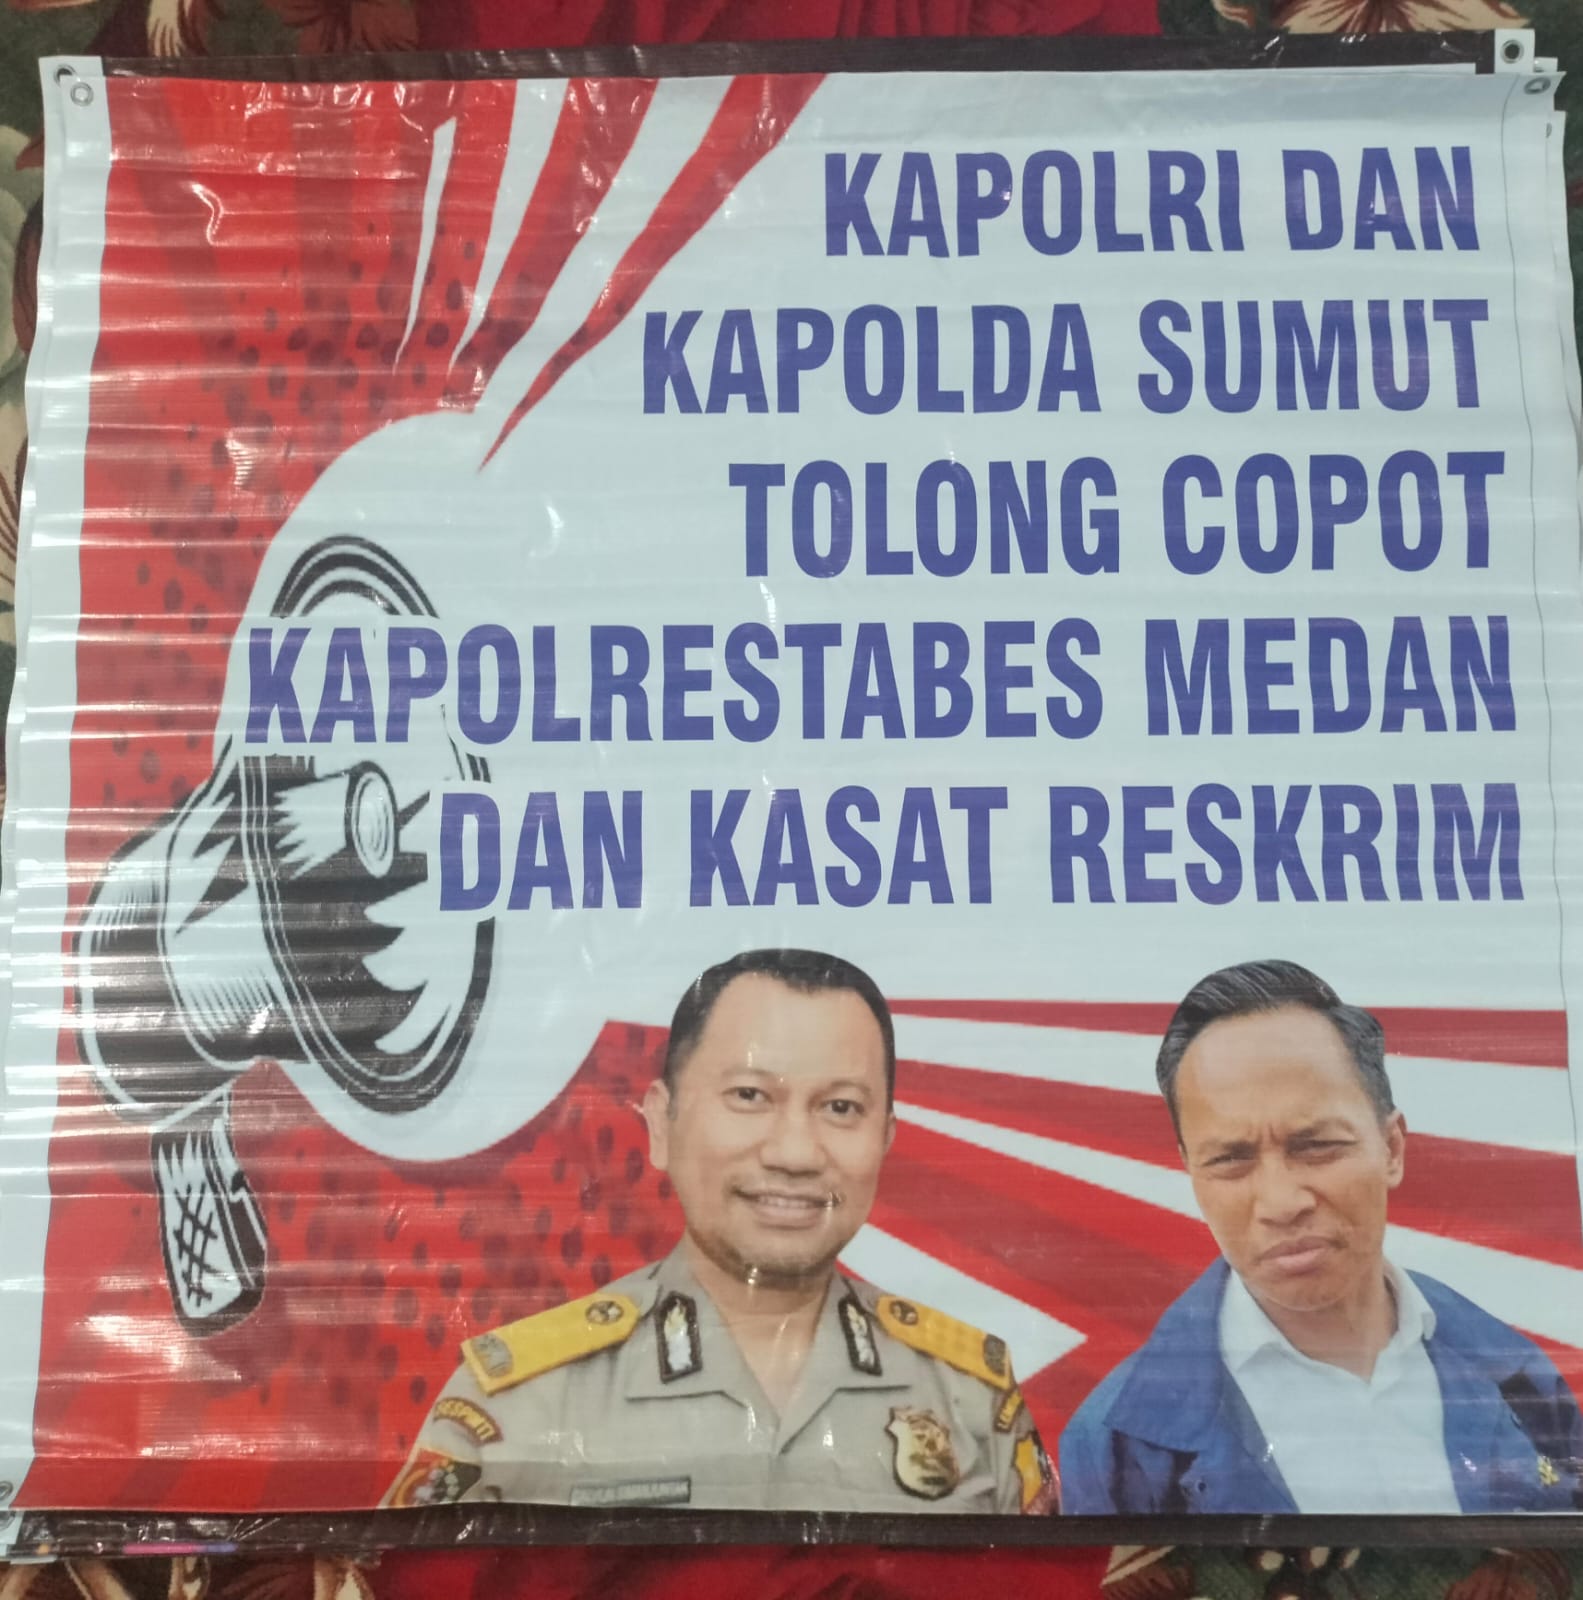 KAPOLRI DAN
KAPOLDA SUMUT
TOLONG COPOT
KAPOLRESTABES MEDAN
DAN KASAT RESKRIM